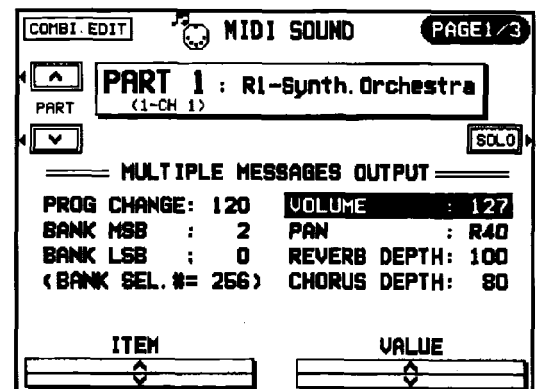 COMBI.EDIT MIDI SOUND PAGE1/3
PART 1 : R1-Synth.Orchestra
(1-CH 1)
PART
SOLO
MULTIPLE MESSAGES OUTPUT
PROG CHANGE: 120 VOLUME : 127
BANK MSB : 2 PAN : R40
BANK LSB : 0 REVERB DEPTH: 100
(BANK SEL.#= 256) CHORUS DEPTH: 80
ITEM VALUE